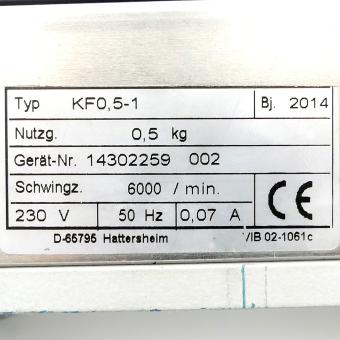 Typ KF0,5-1 Bj. 2014
Nutzg. 0,5 kg
Gerät-Nr. 14302259 002
Schwingz. 6000 / min.
230 V 50 Hz 0,07 A CE
D-65795 Hattersheim VIB 02-1061c